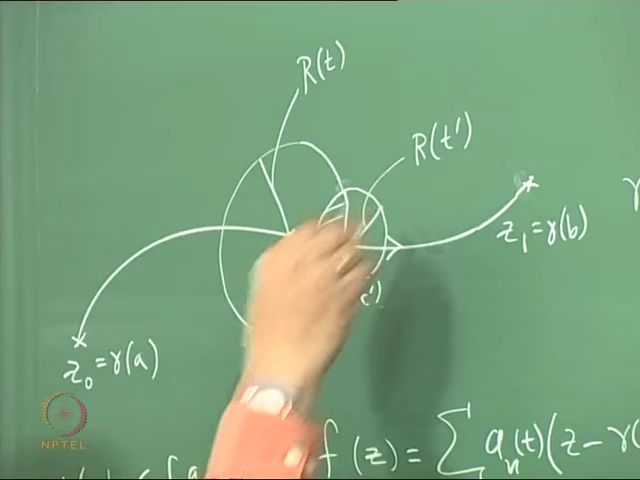 R(t)
R(t')
z₁=γ(b)
z₀=γ(a)
NPTEL
f(z)= Σ aₙ(t)(z-γ(